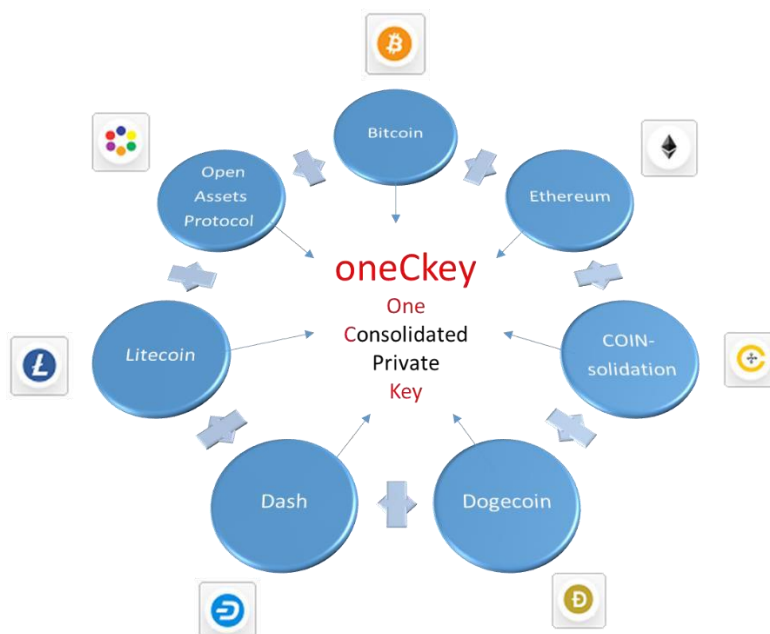 Bitcoin
Open
Assets
Protocol
Ethereum
oneCkey
One
Consolidated
Private
Key
Litecoin
COIN-
solidation
Dash
Dogecoin